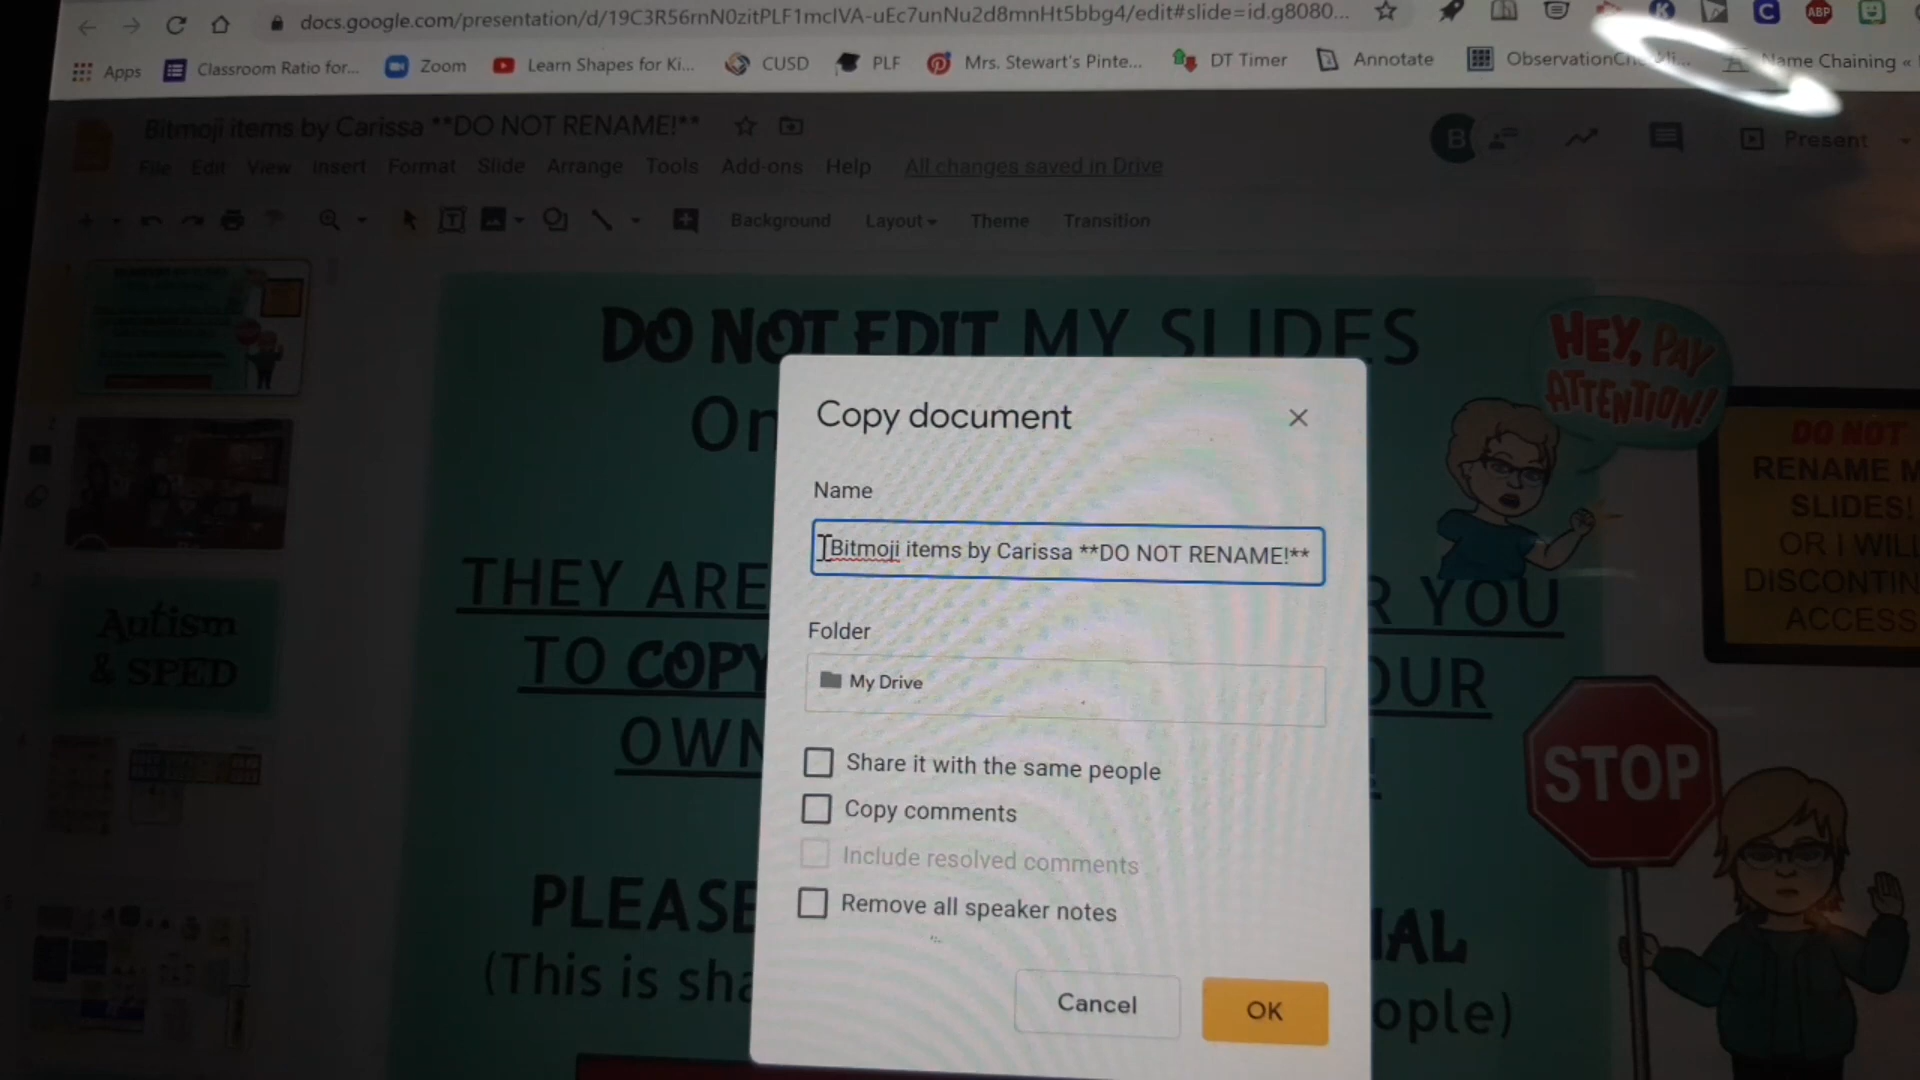 docs.google.com/presentation/d/19C3R56rnN0zitPLF1mcIVA-uEc7unNu2d8mnHt5bbg4/edit#slide=id.g8080...
ABP
Apps Classroom Ratio for... Zoom Learn Shapes for Ki... CUSD PLF Mrs. Stewart's Pinte... DT Timer Annotate Name Chaining «
Bitmoji items by Carissa **DO NOT RENAME!**
B
Present
File Edit View Insert Format Slide Arrange Tools Add-ons Help All changes saved in Drive
Background Layout Theme Transition
DO NOT EDIT MY SLIDES
HEY, PAY
ATTENTION!
DO NOT
RENAME M
SLIDES!
OR I WILL
DISCONTIN
ACCESS
THEY ARE
R YOU
TO COPY
OUR
OWN
STOP
PLEASE
IAL
(This is sha
ople)
Autism
& SPED
Copy document
Name
Bitmoji items by Carissa **DO NOT RENAME!**
Folder
My Drive
Share it with the same people
Copy comments
Include resolved comments
Remove all speaker notes
Cancel OK